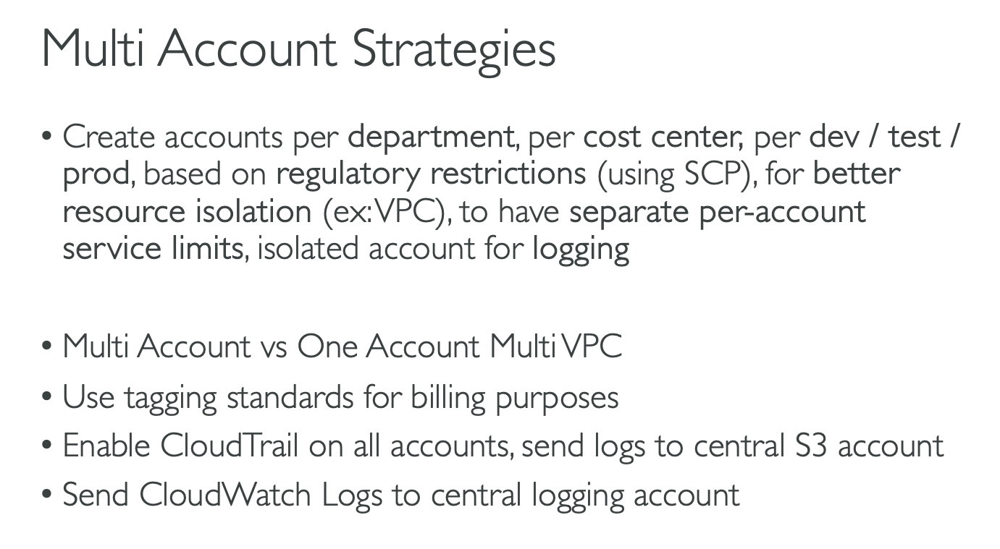 Multi Account Strategies
• Create accounts per department, per cost center, per dev / test /
prod, based on regulatory restrictions (using SCP), for better
resource isolation (ex: VPC), to have separate per-account
service limits, isolated account for logging
• Multi Account vs One Account Multi VPC
• Use tagging standards for billing purposes
• Enable CloudTrail on all accounts, send logs to central S3 account
• Send CloudWatch Logs to central logging account